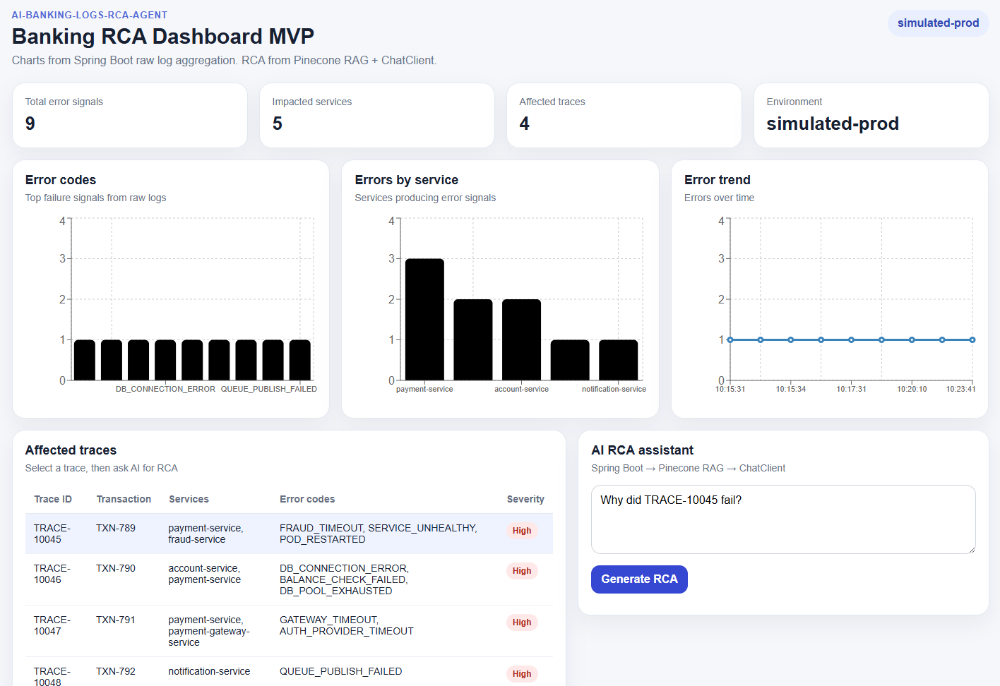 AI-BANKING-LOGS-RCA-AGENT
Banking RCA Dashboard MVP
Charts from Spring Boot raw log aggregation. RCA from Pinecone RAG + ChatClient.
simulated-prod
Total error signals
9
Impacted services
5
Affected traces
4
Environment
simulated-prod
Error codes
Top failure signals from raw logs
4
3
2
1
0
DB_CONNECTION_ERROR QUEUE_PUBLISH_FAILED
Errors by service
Services producing error signals
4
3
2
1
0
payment-service account-service notification-service
Error trend
Errors over time
4
3
2
1
0
10:15:31 10:15:34 10:17:31 10:20:10 10:23:41
Affected traces
Select a trace, then ask AI for RCA
Trace ID Transaction Services Error codes Severity
TRACE-
10045
TXN-789
payment-service,
fraud-service
FRAUD_TIMEOUT, SERVICE_UNHEALTHY,
POD_RESTARTED
High
TRACE-
10046
TXN-790
account-service,
payment-service
DB_CONNECTION_ERROR,
BALANCE_CHECK_FAILED,
DB_POOL_EXHAUSTED
High
TRACE-
10047
TXN-791
payment-service,
payment-gateway-
service
GATEWAY_TIMEOUT,
AUTH_PROVIDER_TIMEOUT
High
TRACE-
10048
TXN-792
notification-service
QUEUE_PUBLISH_FAILED
High
AI RCA assistant
Spring Boot → Pinecone RAG → ChatClient
Why did TRACE-10045 fail?
Generate RCA